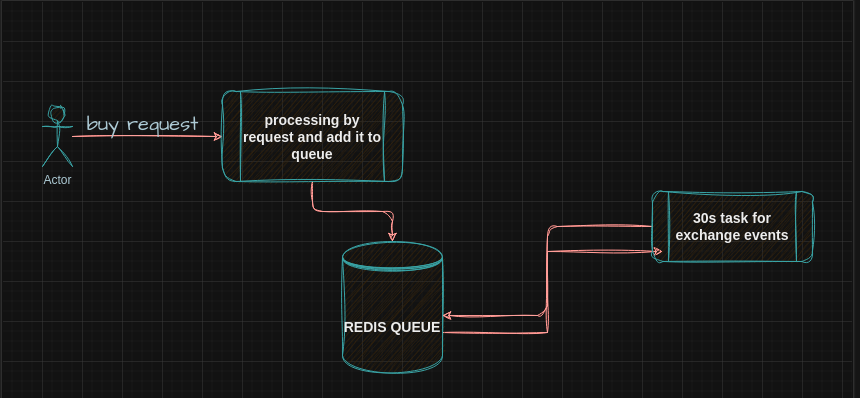 buy request
processing by
request and add it to
queue
Actor
30s task for
exchange events
REDIS QUEUE